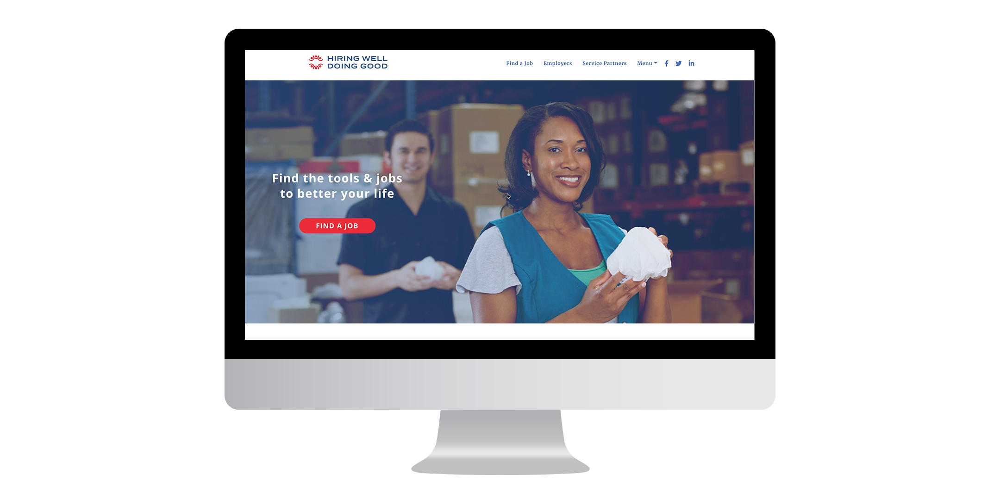 HIRING WELL
DOING GOOD
Find a Job Employers Service Partners Menu
Find the tools & jobs
to better your life
FIND A JOB